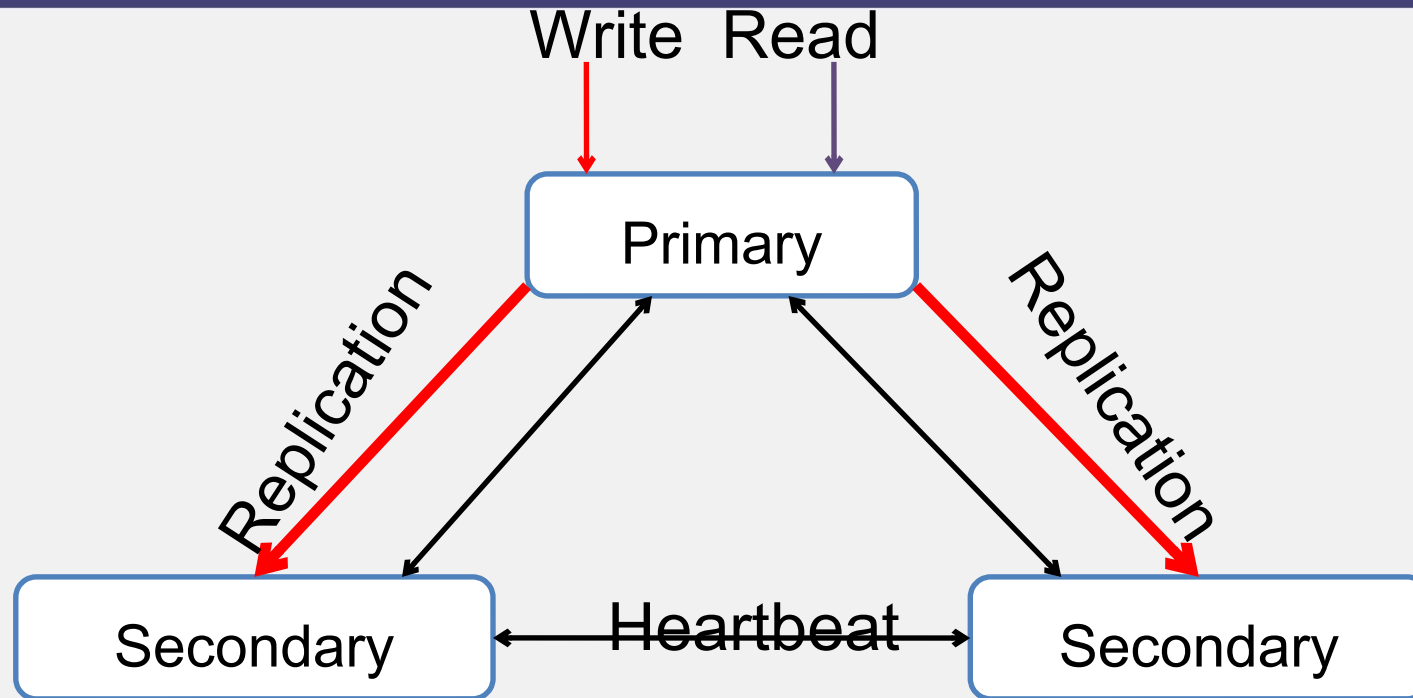 Write Read
Primary
Replication
Replication
Heartbeat
Secondary
Secondary